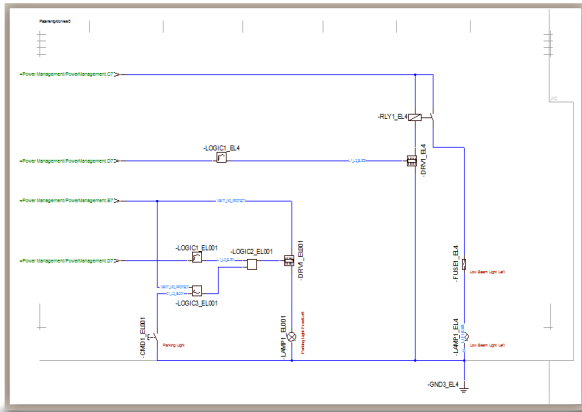 =Power Management/PowerManagement.C7
-RLY1_EL4
-LOGIC1_EL4
=Power Management/PowerManagement.D7
-DRV1_EL4
=Power Management/PowerManagement.B7
-LOGIC1_EL001
-LOGIC2_EL001
=Power Management/PowerManagement.D7
-DRV1_EL001
-FUSE1_EL4
Low Beam Light Left
-LOGIC3_EL001
-CMD1_EL001
Parking Light
-LAMP1_EL001
Parking Light Front Left
-LAMP1_EL4
Low Beam Light Left
-GND3_EL4